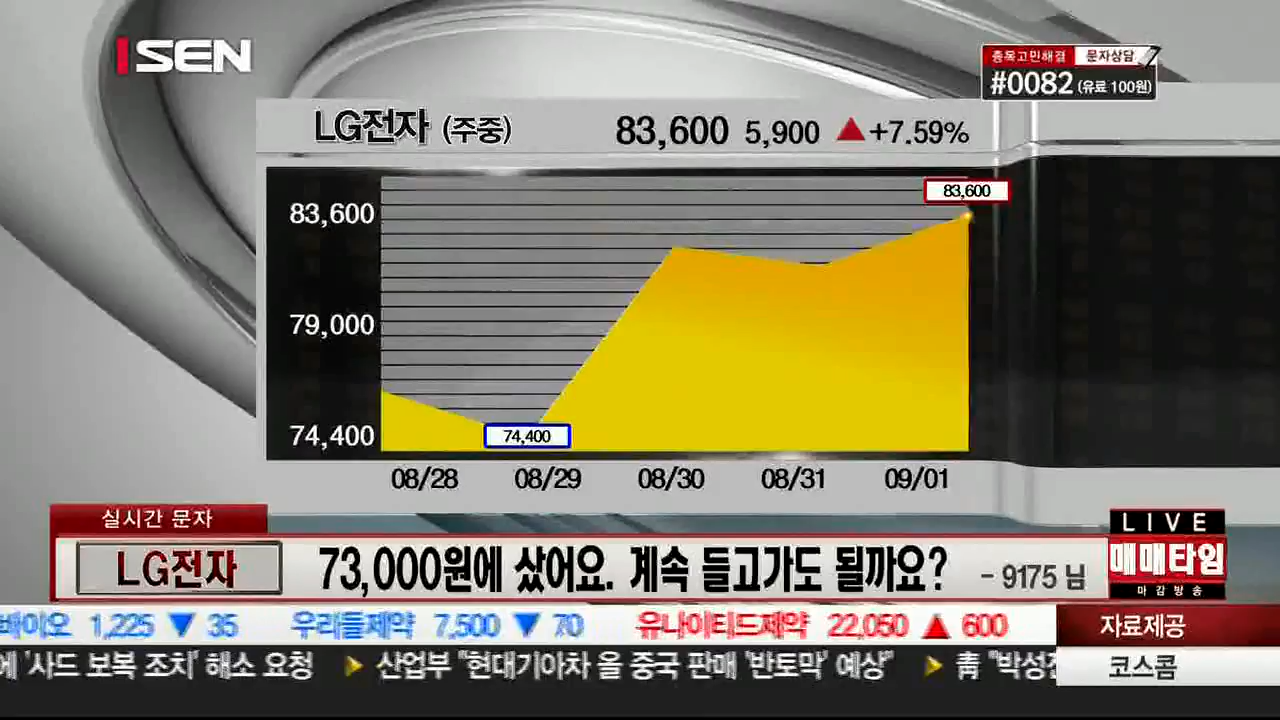 SEN
종목고민해결 문자상담
#0082 (유료 100원)
LG전자 (주중) 83,600 5,900 ▲+7.59%
83,600
83,600
79,000
74,400
74,400
08/28 08/29 08/30 08/31 09/01
실시간 문자
LG전자 73,000원에 샀어요. 계속 들고가도 될까요? - 9175 님
LIVE
매매타임
마감방송
바이오 1,225 ▼ 35 우리들제약 7,500 ▼ 70 유나이티드제약 22,050 ▲ 600
자료제공
에 '사드 보복 조치' 해소 요청 ▶ 산업부 "현대기아차 올 중국 판매 '반토막' 예상" ▶ 靑 "박성진
코스콤